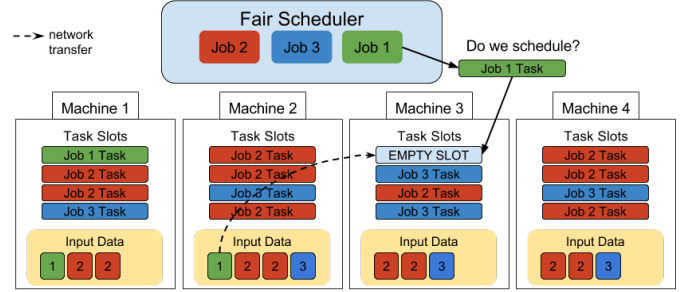 Fair Scheduler
network
transfer
Job 2
Job 3
Job 1
Do we schedule?
Job 1 Task
Machine 1
Machine 2
Machine 3
Machine 4
Task Slots
Task Slots
Task Slots
Task Slots
Job 1 Task
Job 2 Task
EMPTY SLOT
Job 2 Task
Job 2 Task
Job 2 Task
Job 3 Task
Job 2 Task
Job 2 Task
Job 3 Task
Job 2 Task
Job 3 Task
Job 3 Task
Job 2 Task
Job 3 Task
Job 2 Task
Input Data
Input Data
Input Data
Input Data
1 2 2
1 2 2 3
2 2 3
2 2 3